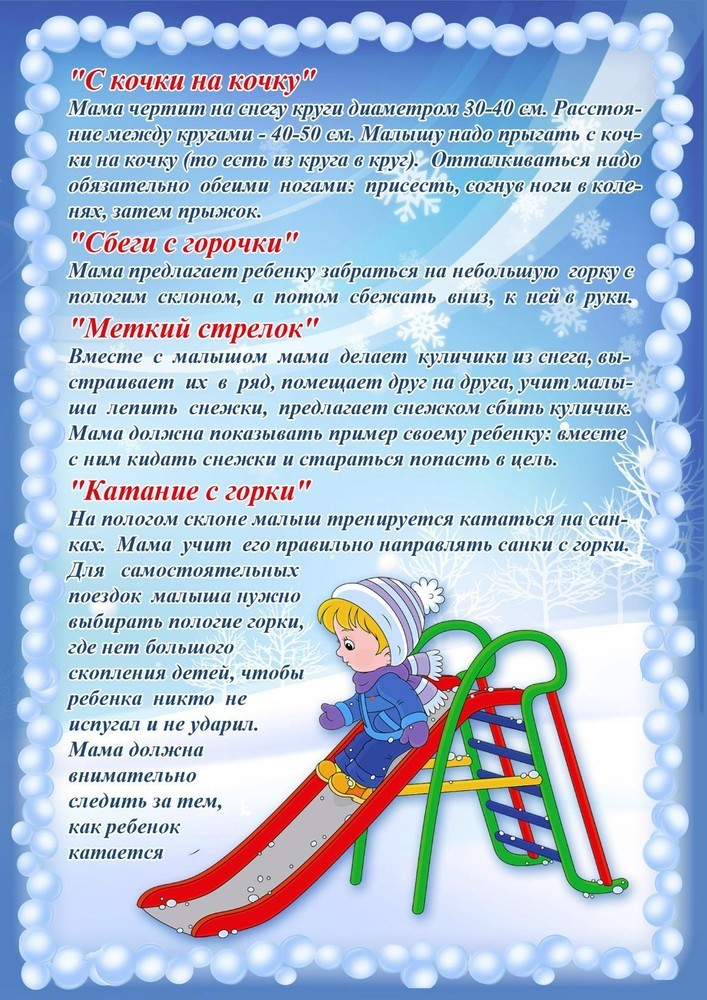 "С кочки на кочку"
Мама чертит на снегу круги диаметром 30-40 см. Расстоя-
ние между кругами - 40-50 см. Малышу надо прыгать с коч-
ки на кочку (то есть из круга в круг). Отталкиваться надо
обязательно обеими ногами: присесть, согнув ноги в коле-
нях, затем прыжок.
"Сбеги с горочки"
Мама предлагает ребенку забраться на небольшую горку с
пологим склоном, а потом сбежать вниз, к ней в руки.
"Меткий стрелок"
Вместе с малышом мама делает куличики из снега, вы-
страивает их в ряд, помещает друг на друга, учит малы-
ша лепить снежки, предлагает снежком сбить куличик.
Мама должна показывать пример своему ребенку: вместе
с ним кидать снежки и стараться попасть в цель.
"Катание с горки"
На пологом склоне малыш тренируется кататься на сан-
ках. Мама учит его правильно направлять санки с горки.
Для самостоятельных
поездок малыша нужно
выбирать пологие горки,
где нет большого
скопления детей, чтобы
ребенка никто не
испугал и не ударил.
Мама должна
внимательно
следить за тем,
как ребенок
катается